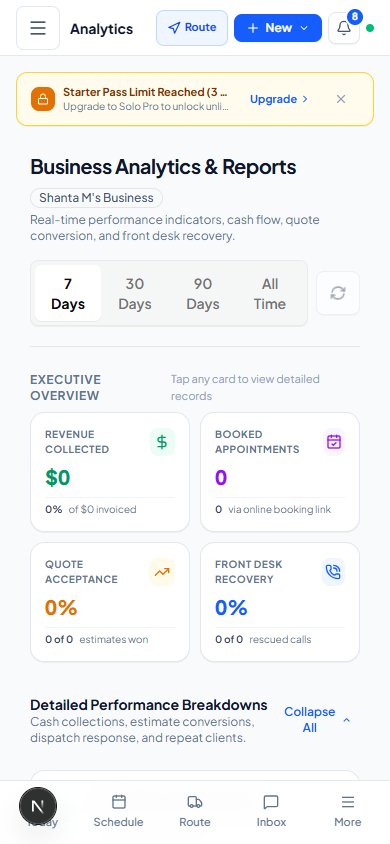 Analytics
Route
New
8
Starter Pass Limit Reached (3 ...
Upgrade to Solo Pro to unlock unli...
Upgrade
Business Analytics & Reports
Shanta M's Business
Real-time performance indicators, cash flow, quote
conversion, and front desk recovery.
7
Days
30
Days
90
Days
All
Time
EXECUTIVE
OVERVIEW
Tap any card to view detailed
records
REVENUE
COLLECTED
$0
0% of $0 invoiced
BOOKED
APPOINTMENTS
0
0 via online booking link
QUOTE
ACCEPTANCE
0%
0 of 0 estimates won
FRONT DESK
RECOVERY
0%
0 of 0 rescued calls
Detailed Performance Breakdowns
Cash collections, estimate conversions,
dispatch response, and repeat clients.
Collapse
All
N
Schedule
Route
Inbox
More